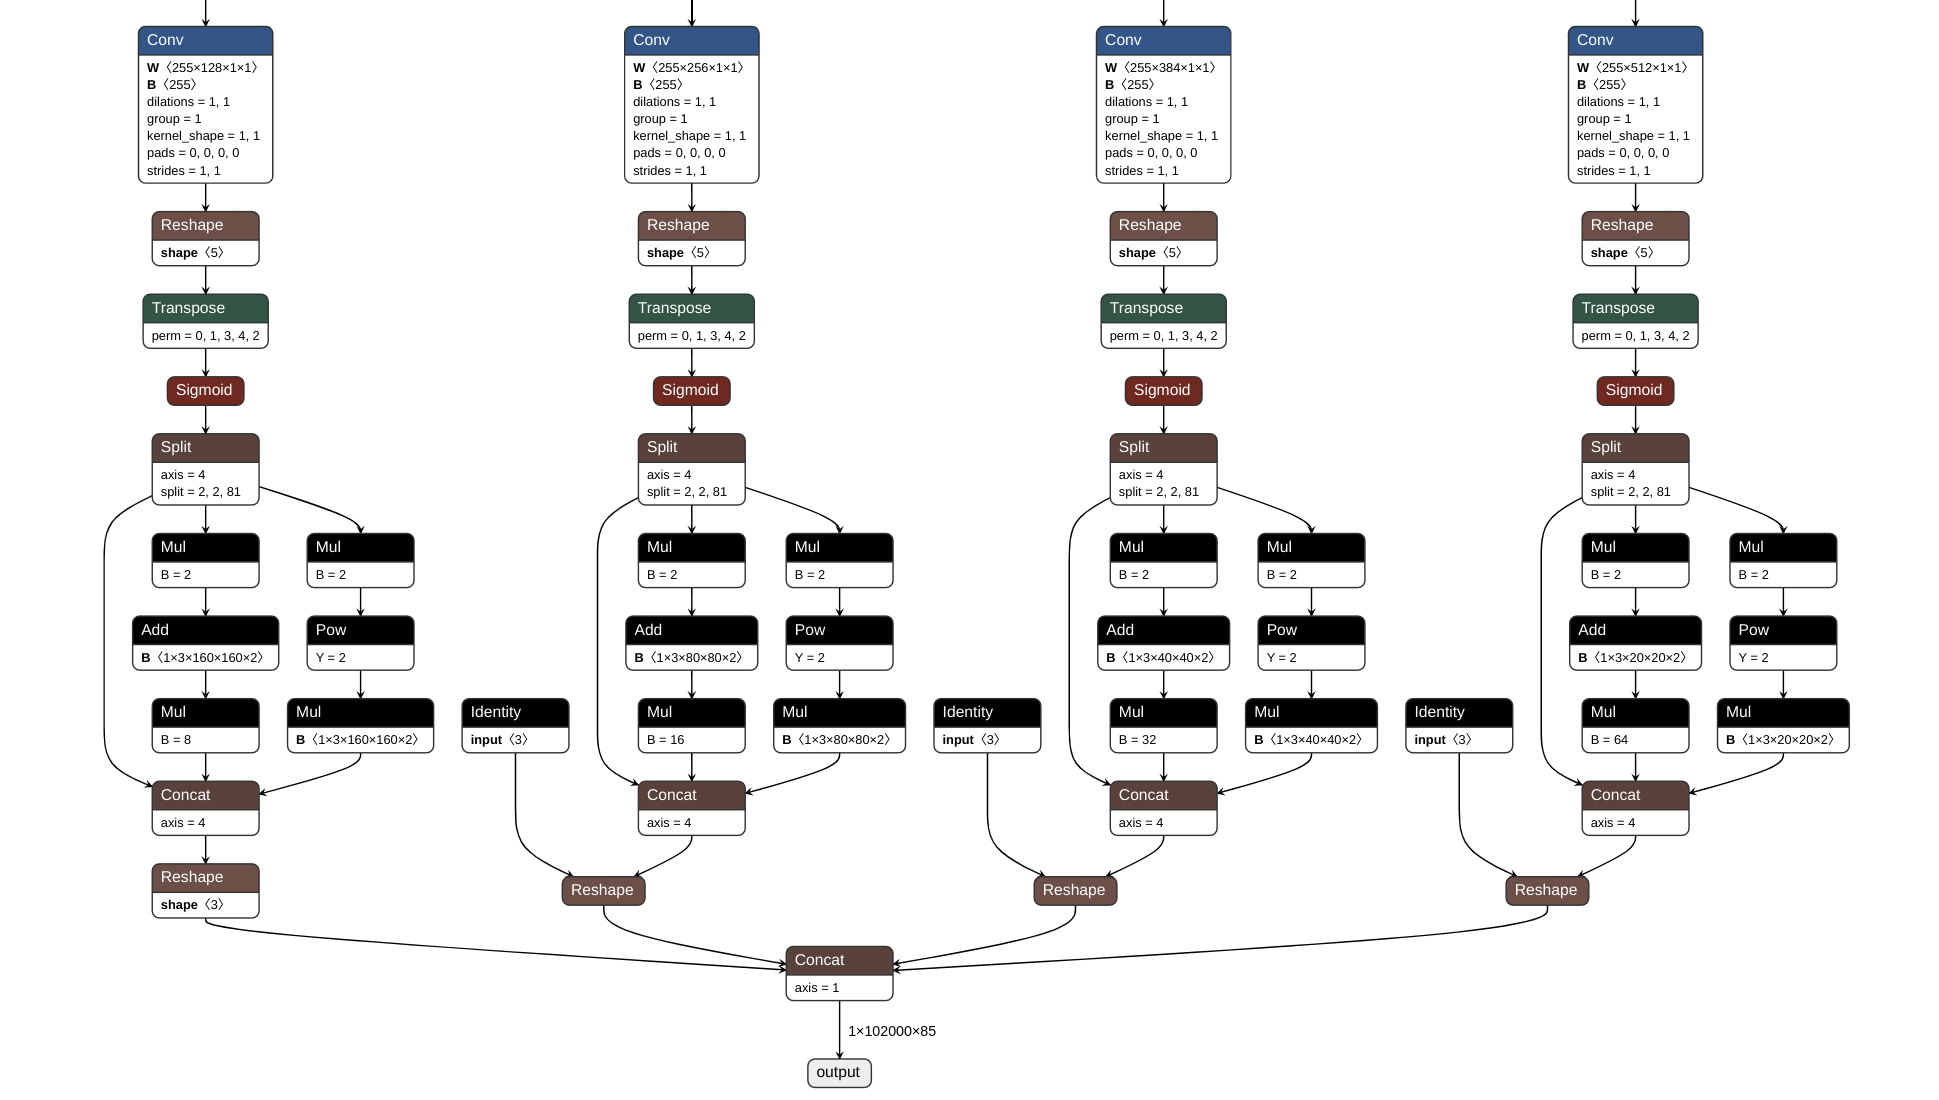 Conv
W〈255×128×1×1〉
B〈255〉
dilations = 1, 1
group = 1
kernel_shape = 1, 1
pads = 0, 0, 0, 0
strides = 1, 1
Reshape
shape〈5〉
Transpose
perm = 0, 1, 3, 4, 2
Sigmoid
Split
axis = 4
split = 2, 2, 81
Mul
B = 2
Mul
B = 2
Add
B〈1×3×160×160×2〉
Pow
Y = 2
Mul
B = 8
Mul
B〈1×3×160×160×2〉
Concat
axis = 4
Reshape
shape〈3〉
Conv
W〈255×256×1×1〉
B〈255〉
dilations = 1, 1
group = 1
kernel_shape = 1, 1
pads = 0, 0, 0, 0
strides = 1, 1
Reshape
shape〈5〉
Transpose
perm = 0, 1, 3, 4, 2
Sigmoid
Split
axis = 4
split = 2, 2, 81
Mul
B = 2
Mul
B = 2
Add
B〈1×3×80×80×2〉
Pow
Y = 2
Identity
input〈3〉
Mul
B = 16
Mul
B〈1×3×80×80×2〉
Concat
axis = 4
Reshape
Conv
W〈255×384×1×1〉
B〈255〉
dilations = 1, 1
group = 1
kernel_shape = 1, 1
pads = 0, 0, 0, 0
strides = 1, 1
Reshape
shape〈5〉
Transpose
perm = 0, 1, 3, 4, 2
Sigmoid
Split
axis = 4
split = 2, 2, 81
Mul
B = 2
Mul
B = 2
Add
B〈1×3×40×40×2〉
Pow
Y = 2
Identity
input〈3〉
Mul
B = 32
Mul
B〈1×3×40×40×2〉
Concat
axis = 4
Reshape
Conv
W〈255×512×1×1〉
B〈255〉
dilations = 1, 1
group = 1
kernel_shape = 1, 1
pads = 0, 0, 0, 0
strides = 1, 1
Reshape
shape〈5〉
Transpose
perm = 0, 1, 3, 4, 2
Sigmoid
Split
axis = 4
split = 2, 2, 81
Mul
B = 2
Mul
B = 2
Add
B〈1×3×20×20×2〉
Pow
Y = 2
Identity
input〈3〉
Mul
B = 64
Mul
B〈1×3×20×20×2〉
Concat
axis = 4
Reshape
Concat
axis = 1
1×102000×85
output